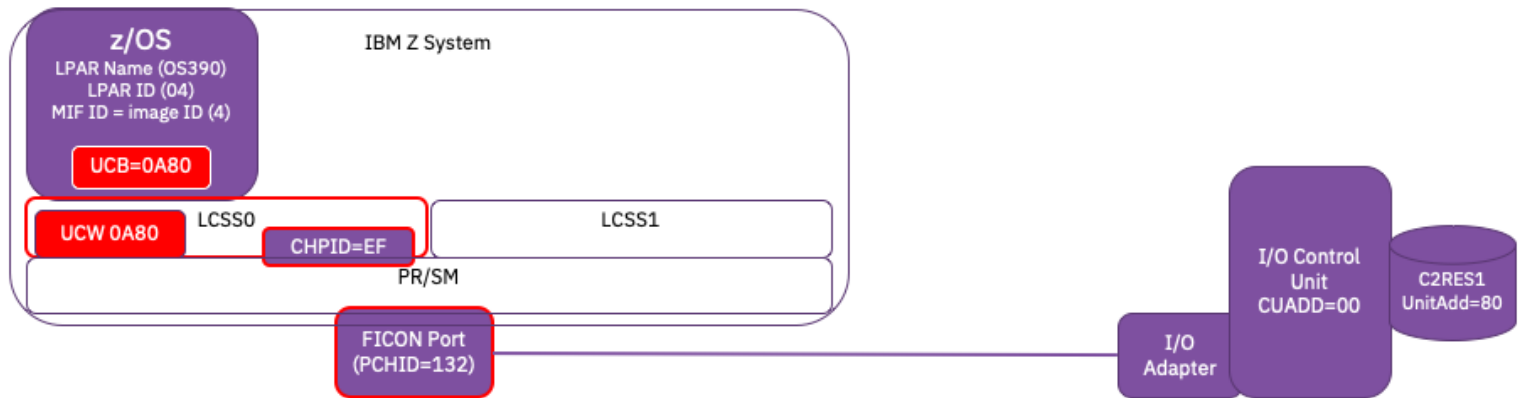 z/OS
LPAR Name (OS390)
LPAR ID (04)
MIF ID = image ID (4)
UCB=0A80
IBM Z System
UCW 0A80
LCSS0
CHPID=EF
LCSS1
PR/SM
FICON Port
(PCHID=132)
I/O
Adapter
I/O Control
Unit
CUADD=00
C2RES1
UnitAdd=80